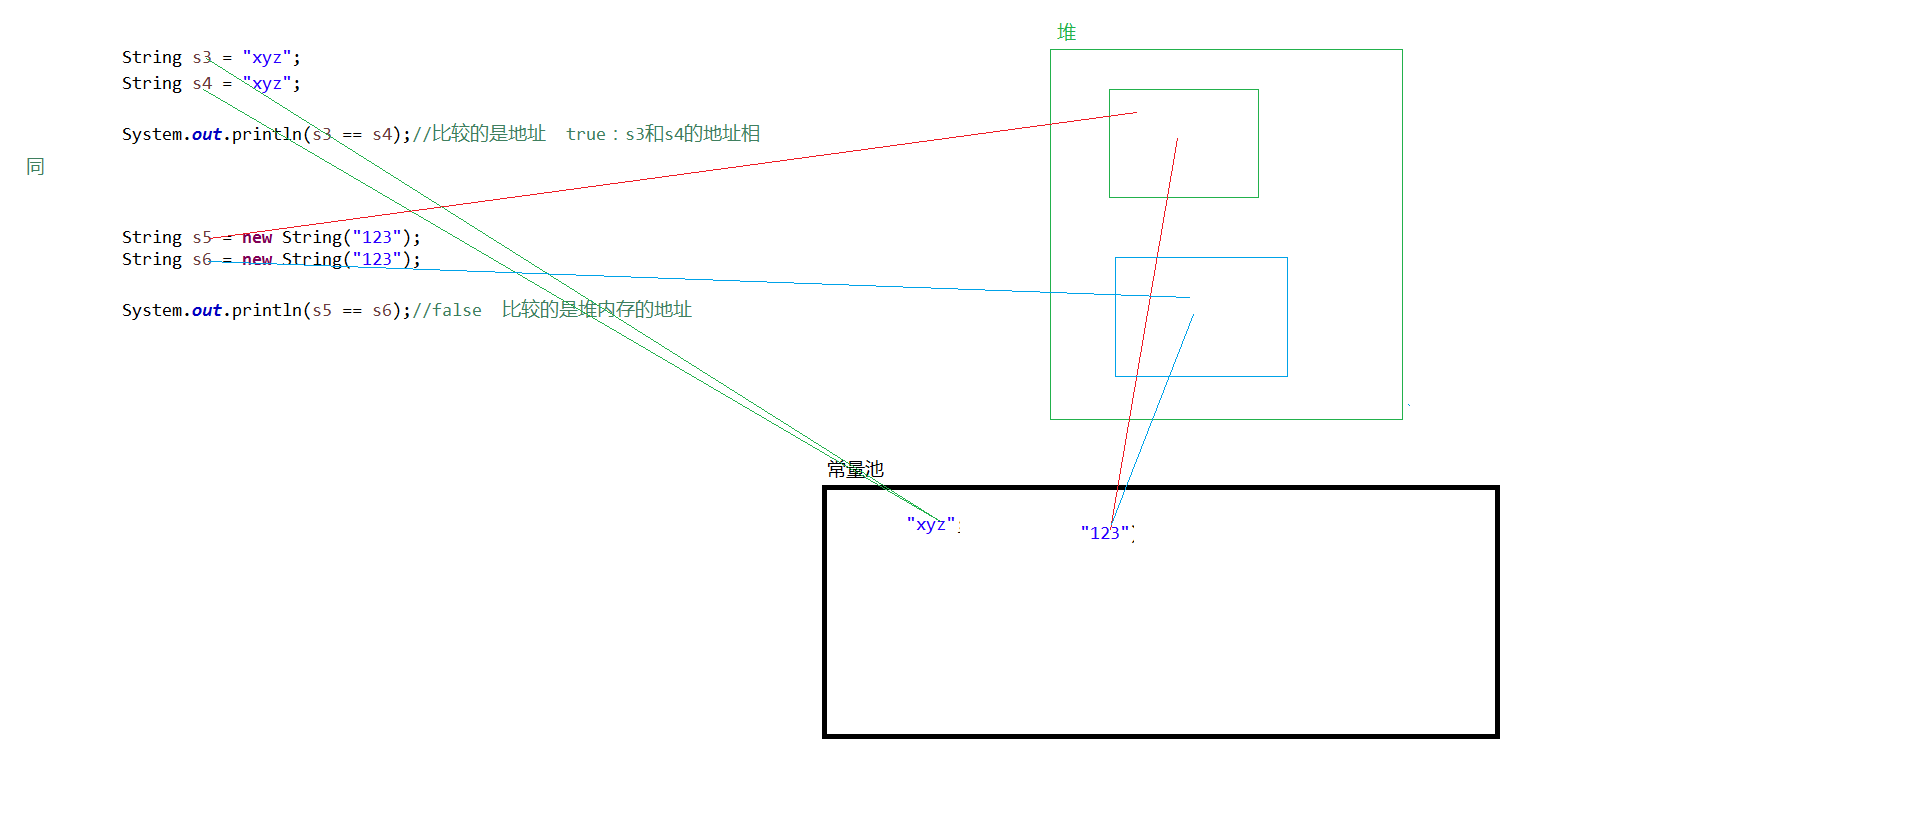 堆
String s3 = "xyz";
String s4 = "xyz";
System.out.println(s3 == s4);//比较的是地址  true：s3和s4的地址相
同
String s5 = new String("123");
String s6 = new String("123");
System.out.println(s5 == s6);//false  比较的是堆内存的地址
常量池
"xyz";
"123")